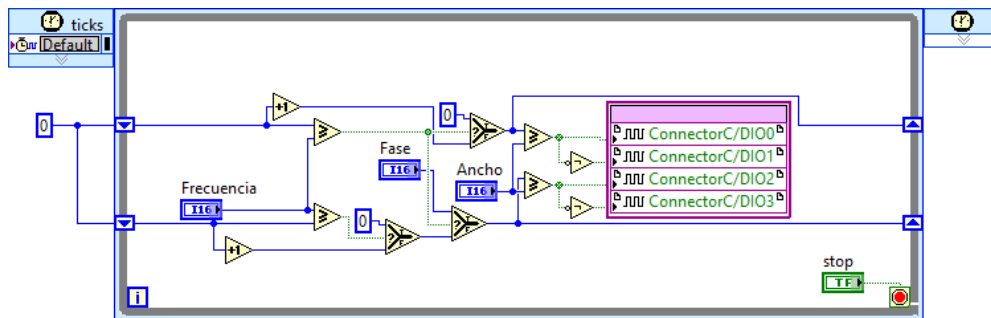 ticks
Default
0
+1
≥
0
Fase
I16
Ancho
I16
≥
≥
ConnectorC/DIO0
ConnectorC/DIO1
ConnectorC/DIO2
ConnectorC/DIO3
Frecuencia
I16
≥
0
+1
stop
TF
i